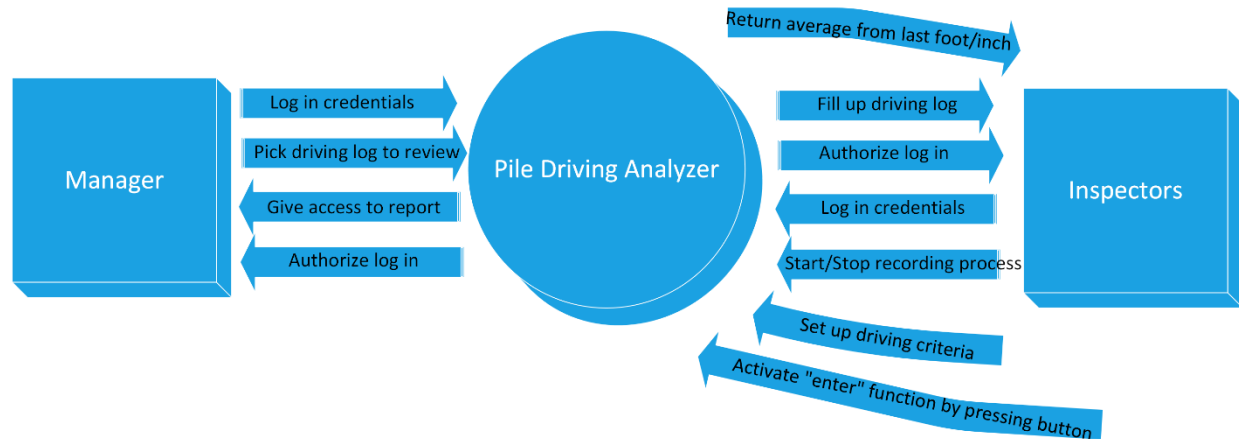 Return average from last foot/inch
Log in credentials
Fill up driving log
Pick driving log to review
Authorize log in
Manager
Pile Driving Analyzer
Inspectors
Give access to report
Log in credentials
Authorize log in
Start/Stop recording process
Set up driving criteria
Activate "enter" function by pressing button